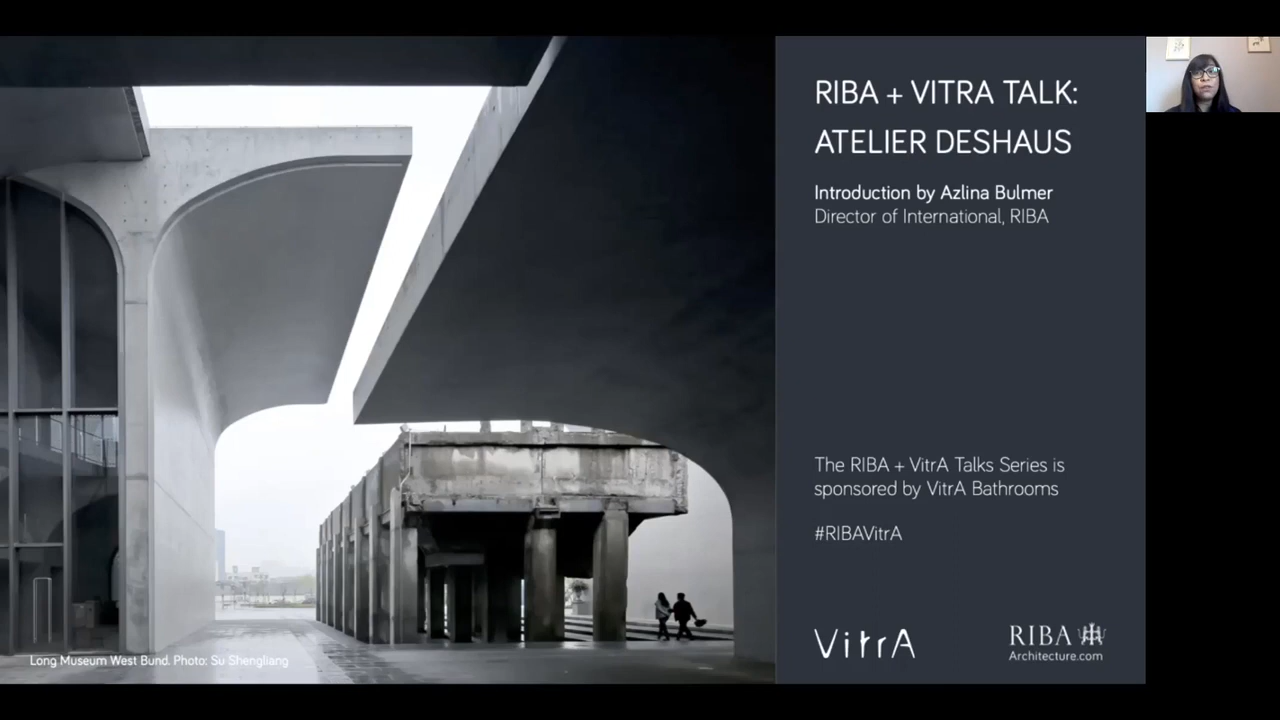 RIBA + VITRA TALK:
ATELIER DESHAUS
Introduction by Azlina Bulmer
Director of International, RIBA
The RIBA + VitrA Talks Series is
sponsored by VitrA Bathrooms
#RIBAVitrA
VitrA
RIBA
Architecture.com
Long Museum West Bund. Photo: Su Shengliang